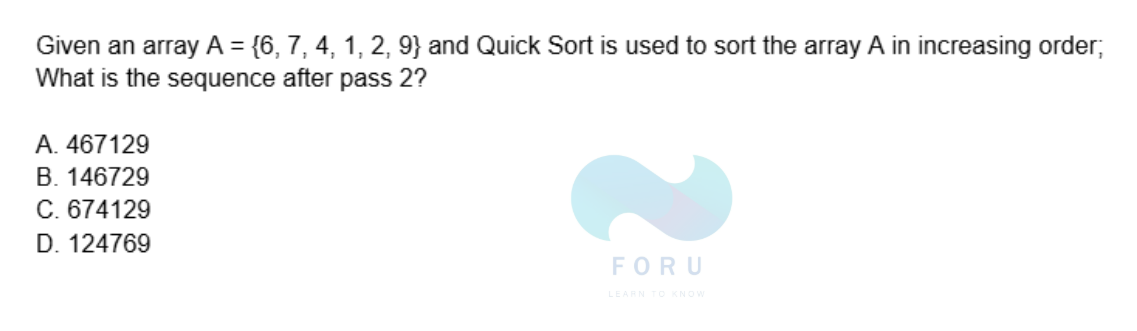 Given an array A = {6, 7, 4, 1, 2, 9} and Quick Sort is used to sort the array A in increasing order;
What is the sequence after pass 2?
A. 467129
B. 146729
C. 674129
D. 124769
FORU
LEARN TO KNOW